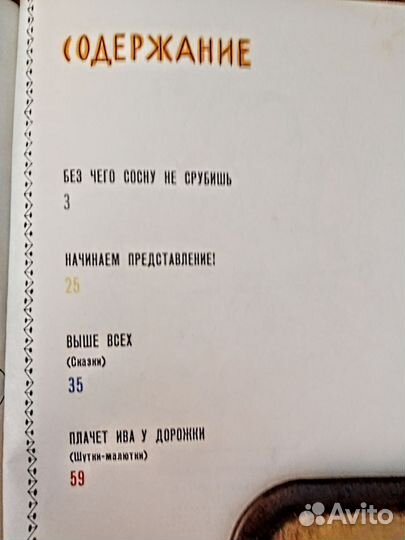 СОДЕРЖАНИЕ
БЕЗ ЧЕГО СОСНУ НЕ СРУБИШЬ
3
НАЧИНАЕМ ПРЕДСТАВЛЕНИЕ!
25
ВЫШЕ ВСЕХ
(Сказки)
35
ПЛАЧЕТ ИВА У ДОРОЖКИ
(Шутки-малютки)
59
Avito